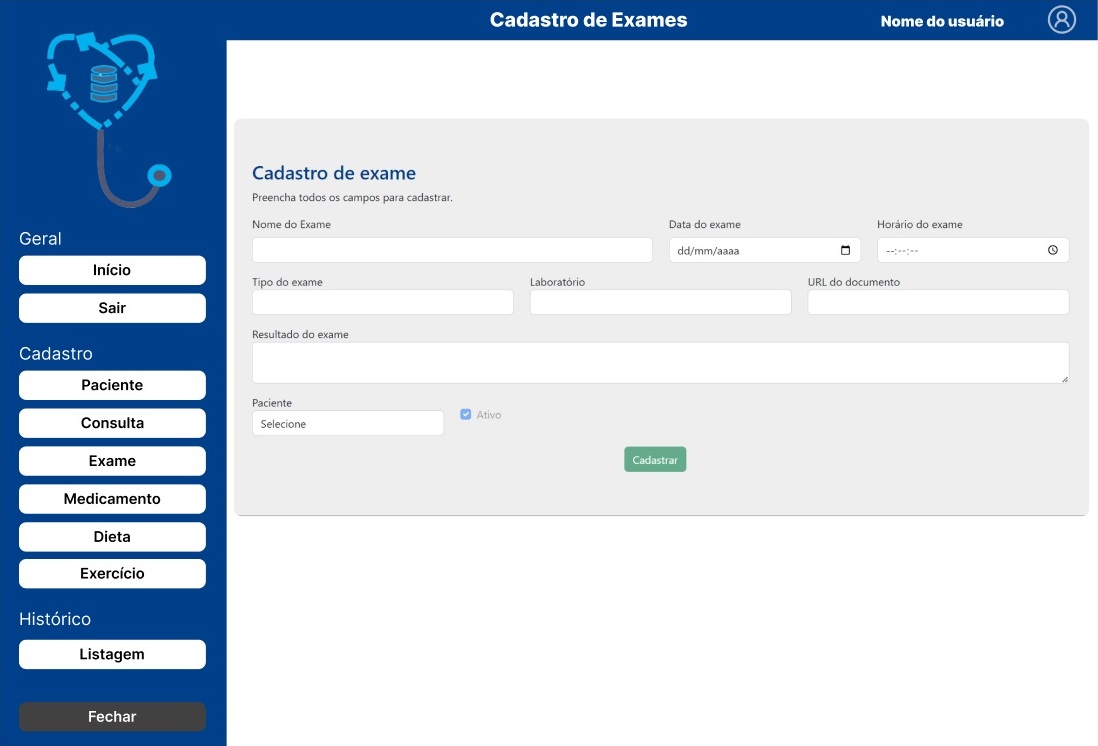 Cadastro de Exames
Nome do usuário
Geral
Início
Sair
Cadastro
Paciente
Consulta
Exame
Medicamento
Dieta
Exercício
Histórico
Listagem
Fechar
Cadastro de exame
Preencha todos os campos para cadastrar.
Nome do Exame
Data do exame
Horário do exame
dd/mm/aaaa
--:--:--
Tipo do exame
Laboratório
URL do documento
Resultado do exame
Paciente
Selecione
Ativo
Cadastrar